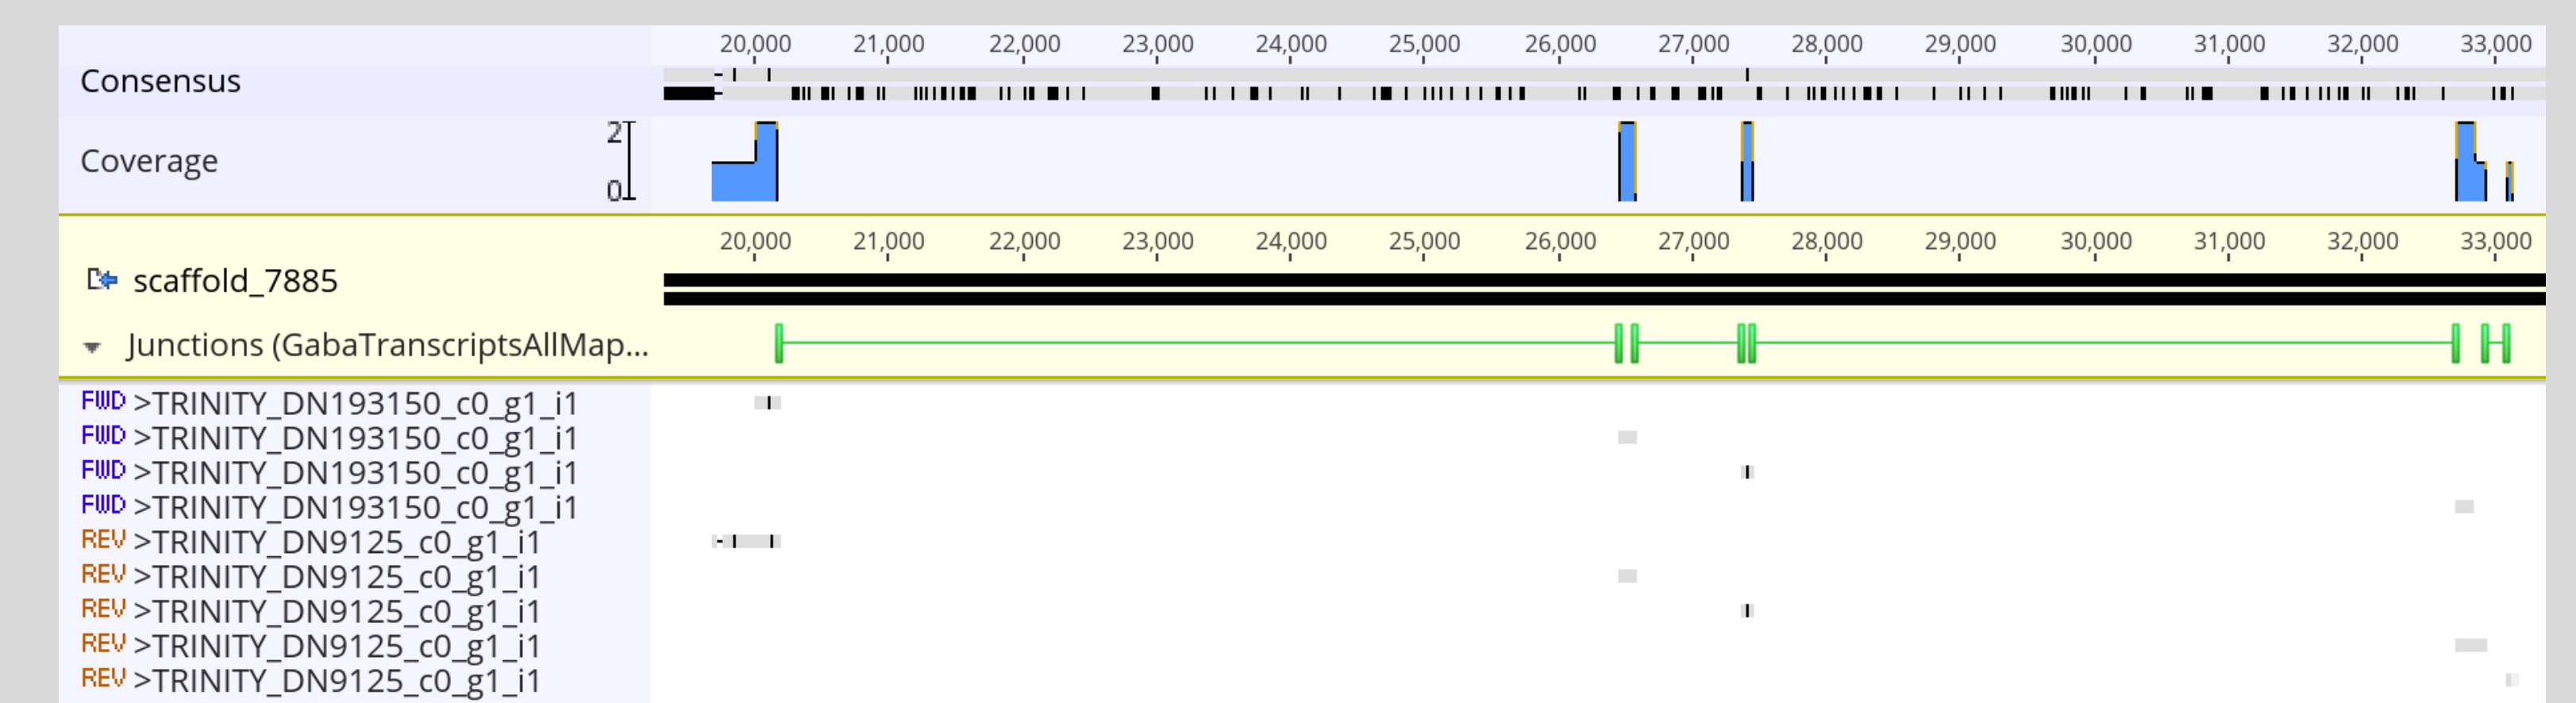 20,000 21,000 22,000 23,000 24,000 25,000 26,000 27,000 28,000 29,000 30,000 31,000 32,000 33,000
Consensus
2
Coverage
0
20,000 21,000 22,000 23,000 24,000 25,000 26,000 27,000 28,000 29,000 30,000 31,000 32,000 33,000
scaffold_7885
Junctions (GabaTranscriptsAllMap...
FWD >TRINITY_DN193150_c0_g1_i1
FWD >TRINITY_DN193150_c0_g1_i1
FWD >TRINITY_DN193150_c0_g1_i1
FWD >TRINITY_DN193150_c0_g1_i1
REV >TRINITY_DN9125_c0_g1_i1
REV >TRINITY_DN9125_c0_g1_i1
REV >TRINITY_DN9125_c0_g1_i1
REV >TRINITY_DN9125_c0_g1_i1
REV >TRINITY_DN9125_c0_g1_i1